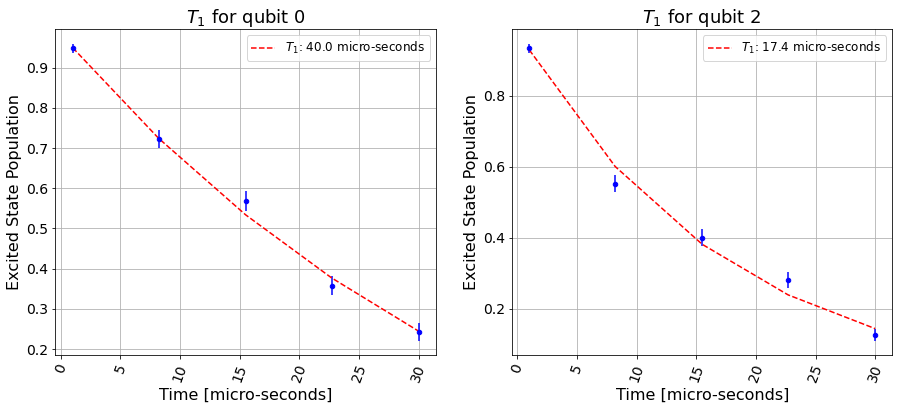 T₁ for qubit 0
T₁: 40.0 micro-seconds
Excited State Population
0.9
0.8
0.7
0.6
0.5
0.4
0.3
0.2
0 5 10 15 20 25 30
Time [micro-seconds]
T₁ for qubit 2
T₁: 17.4 micro-seconds
Excited State Population
0.8
0.6
0.4
0.2
0 5 10 15 20 25 30
Time [micro-seconds]